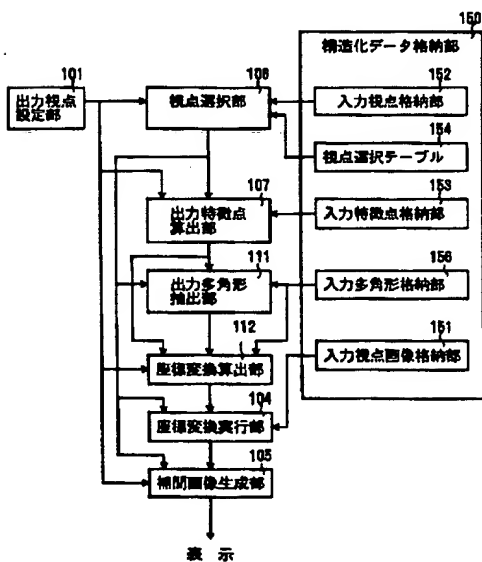 150
構造化データ格納部
101
出力視点
設定部
106
視点選択部
152
入力視点格納部
154
視点選択テーブル
107
出力特徴点
算出部
153
入力特徴点格納部
111
出力多角形
抽出部
156
入力多角形格納部
112
座標変換算出部
151
入力視点画像格納部
104
座標変換実行部
105
補間画像生成部
表示